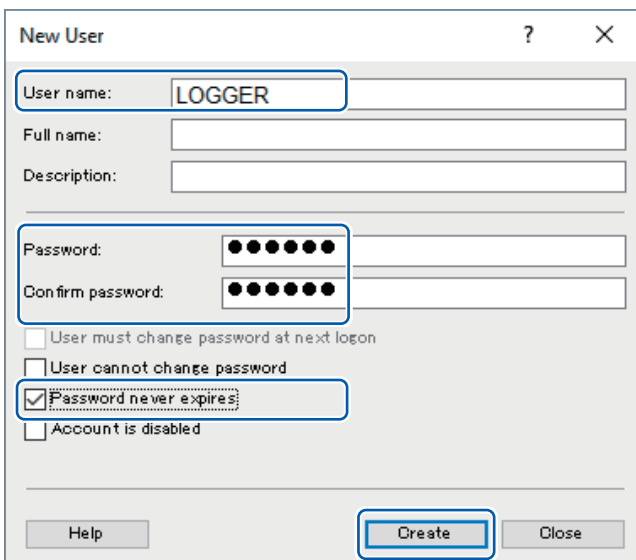 New User ? ×
User name: LOGGER
Full name:
Description:
Password: ●●●●●●
Confirm password: ●●●●●●
User must change password at next logon
User cannot change password
Password never expires
Account is disabled
Help Create Close